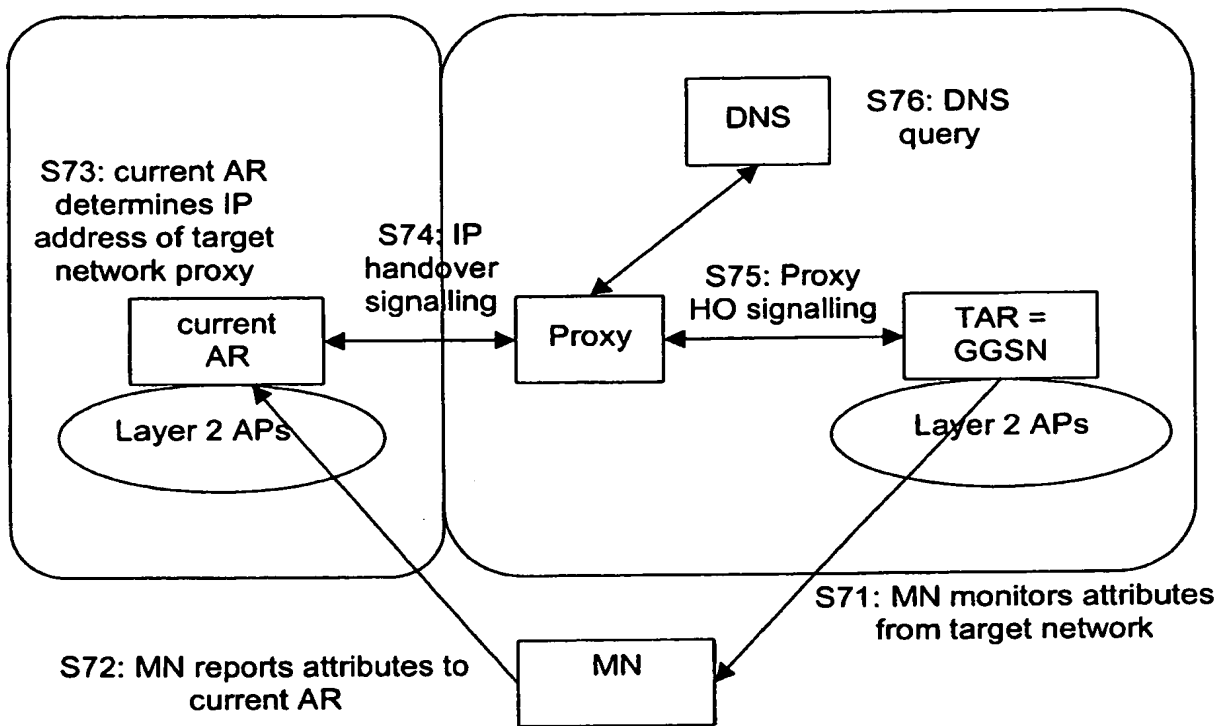 DNS
S76: DNS
query
S73: current AR
determines IP
address of target
network proxy
S74: IP
handover
signalling
S75: Proxy
HO signalling
current
AR
Proxy
TAR =
GGSN
Layer 2 APs
Layer 2 APs
S71: MN monitors attributes
from target network
S72: MN reports attributes to
current AR
MN